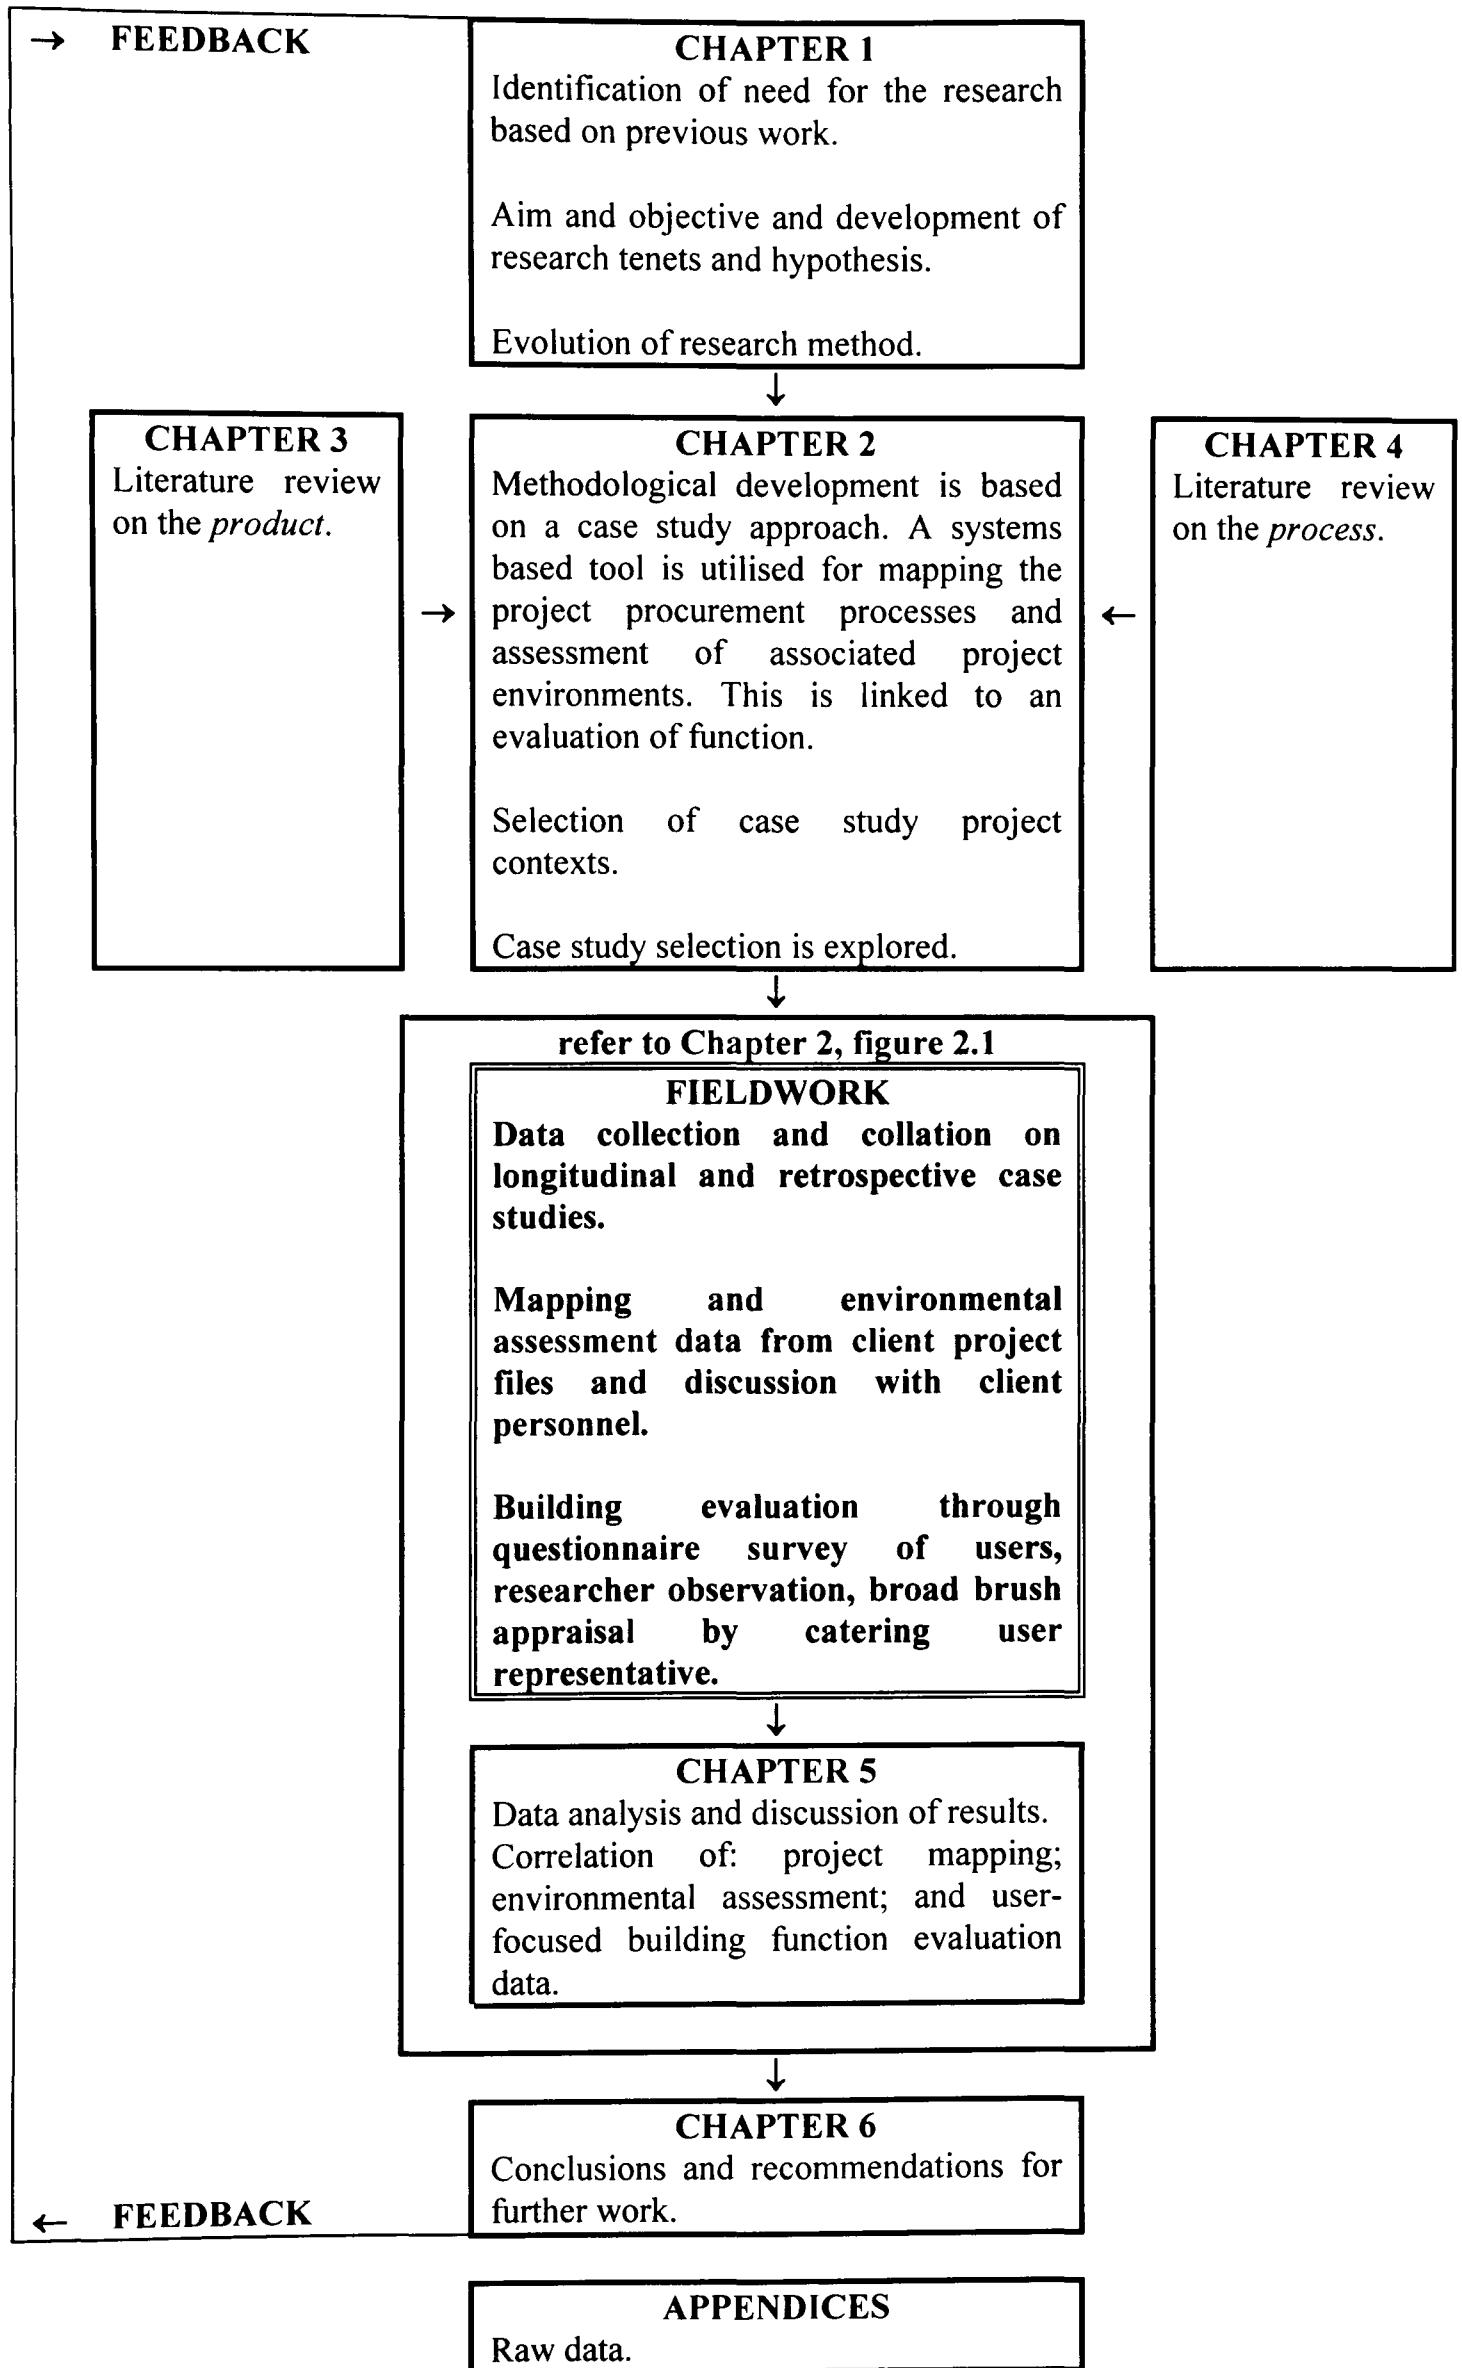 → FEEDBACK
CHAPTER 1
Identification of need for the research
based on previous work.
Aim and objective and development of
research tenets and hypothesis.
Evolution of research method.
↓
CHAPTER 3
Literature review
on the product.
→
CHAPTER 2
Methodological development is based
on a case study approach. A systems
based tool is utilised for mapping the
project procurement processes and
assessment of associated project
environments. This is linked to an
evaluation of function.
Selection of case study project
contexts.
Case study selection is explored.
←
CHAPTER 4
Literature review
on the process.
↓
refer to Chapter 2, figure 2.1
FIELDWORK
Data collection and collation on
longitudinal and retrospective case
studies.
Mapping and environmental
assessment data from client project
files and discussion with client
personnel.
Building evaluation through
questionnaire survey of users,
researcher observation, broad brush
appraisal by catering user
representative.
↓
CHAPTER 5
Data analysis and discussion of results.
Correlation of: project mapping;
environmental assessment; and user-
focused building function evaluation
data.
↓
CHAPTER 6
Conclusions and recommendations for
further work.
← FEEDBACK
APPENDICES
Raw data.